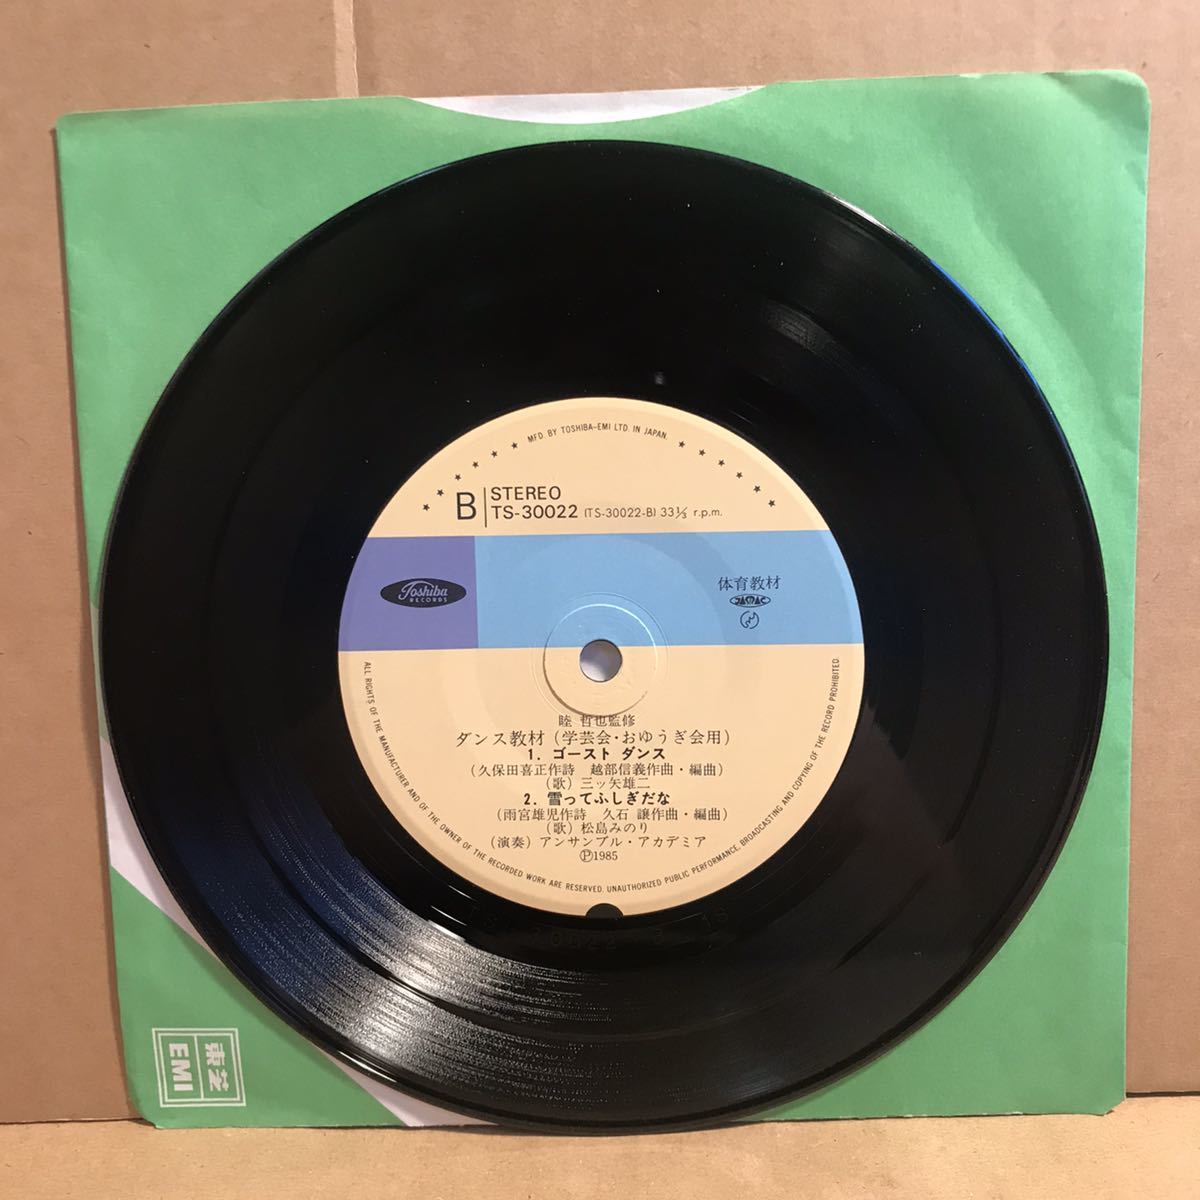 MFD. BY TOSHIBA-EMI LTD. IN JAPAN.
B
STEREO
TS-30022 (TS-30022-B) 33⅓ r.p.m.
Toshiba
RECORDS
体育教材
睦 哲也監修
ダンス教材(学芸会・おゆうぎ会用)
1. ゴースト ダンス
(久保田喜正作詩 越部信義作曲・編曲)
(歌)三ッ矢雄二
2. 雪ってふしぎだな
(雨宮雄児作詩 久石 譲作曲・編曲)
(歌)松島みのり
(演奏)アンサンブル・アカデミア
Ⓟ1985
ALL RIGHTS OF THE MANUFACTURER AND OF THE OWNER OF THE RECORDED WORK ARE RESERVED. UNAUTHORIZED PUBLIC PERFORMANCE, BROADCASTING AND COPYING OF THE RECORD PROHIBITED.
東芝
EMI